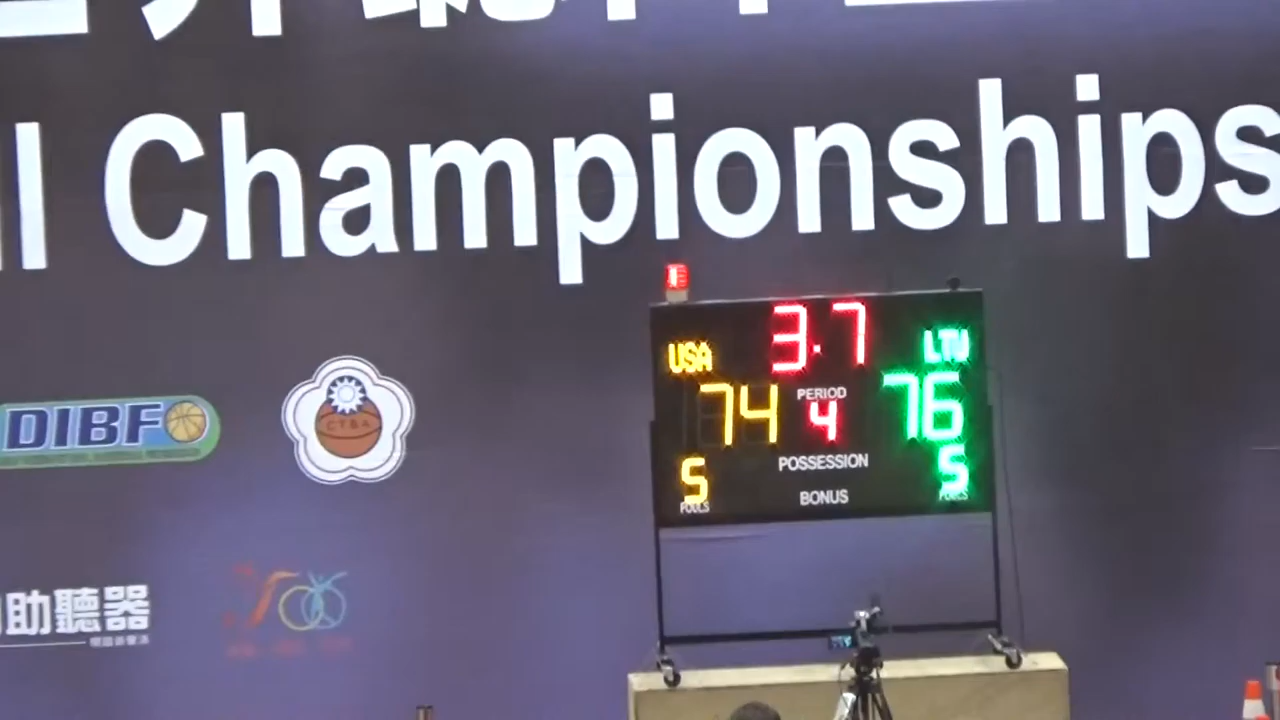 l Championships
3.7
USA
LTU
74
PERIOD
4
76
POSSESSION
5
5
BONUS
FOULS
FOULS
DIBF
CTBA
助聽器